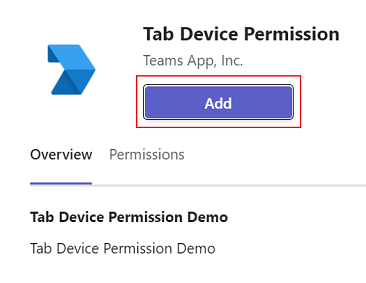 Tab Device Permission
Teams App, Inc.
Add
Overview Permissions
Tab Device Permission Demo
Tab Device Permission Demo